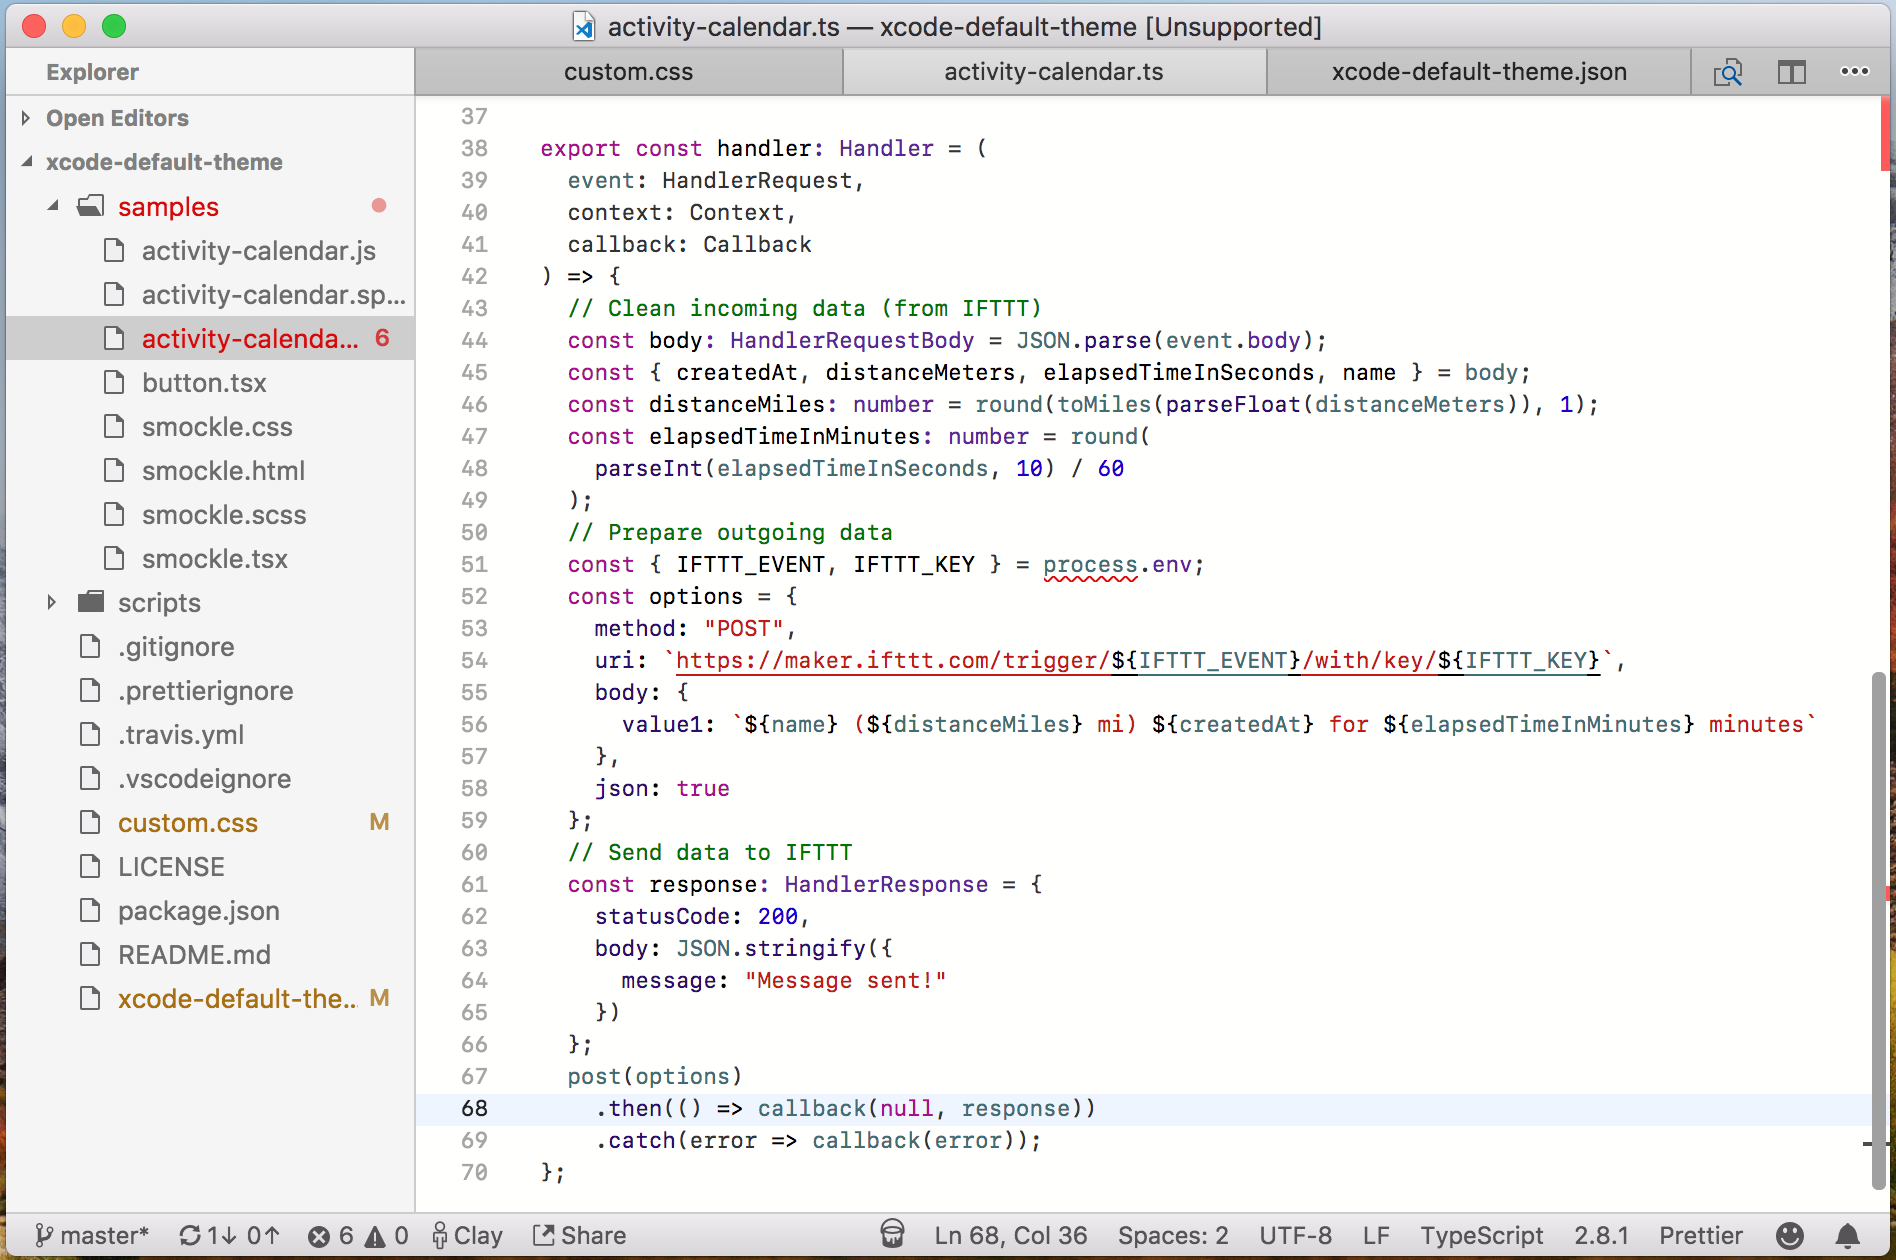 activity-calendar.ts — xcode-default-theme [Unsupported]
Explorer
custom.css
activity-calendar.ts
xcode-default-theme.json
Open Editors
xcode-default-theme
samples
activity-calendar.js
activity-calendar.sp...
activity-calenda... 6
button.tsx
smockle.css
smockle.html
smockle.scss
smockle.tsx
scripts
.gitignore
.prettierignore
.travis.yml
.vscodeignore
custom.css M
LICENSE
package.json
README.md
xcode-default-the... M
37
38 export const handler: Handler = (
39   event: HandlerRequest,
40   context: Context,
41   callback: Callback
42 ) => {
43   // Clean incoming data (from IFTTT)
44   const body: HandlerRequestBody = JSON.parse(event.body);
45   const { createdAt, distanceMeters, elapsedTimeInSeconds, name } = body;
46   const distanceMiles: number = round(toMiles(parseFloat(distanceMeters)), 1);
47   const elapsedTimeInMinutes: number = round(
48     parseInt(elapsedTimeInSeconds, 10) / 60
49   );
50   // Prepare outgoing data
51   const { IFTTT_EVENT, IFTTT_KEY } = process.env;
52   const options = {
53     method: "POST",
54     uri: `https://maker.ifttt.com/trigger/${IFTTT_EVENT}/with/key/${IFTTT_KEY}`,
55     body: {
56       value1: `${name} (${distanceMiles} mi) ${createdAt} for ${elapsedTimeInMinutes} minutes`
57     },
58     json: true
59   };
60   // Send data to IFTTT
61   const response: HandlerResponse = {
62     statusCode: 200,
63     body: JSON.stringify({
64       message: "Message sent!"
65     })
66   };
67   post(options)
68     .then(() => callback(null, response))
69     .catch(error => callback(error));
70 };
master* 1↓ 0↑ 6 0 Clay Share Ln 68, Col 36 Spaces: 2 UTF-8 LF TypeScript 2.8.1 Prettier